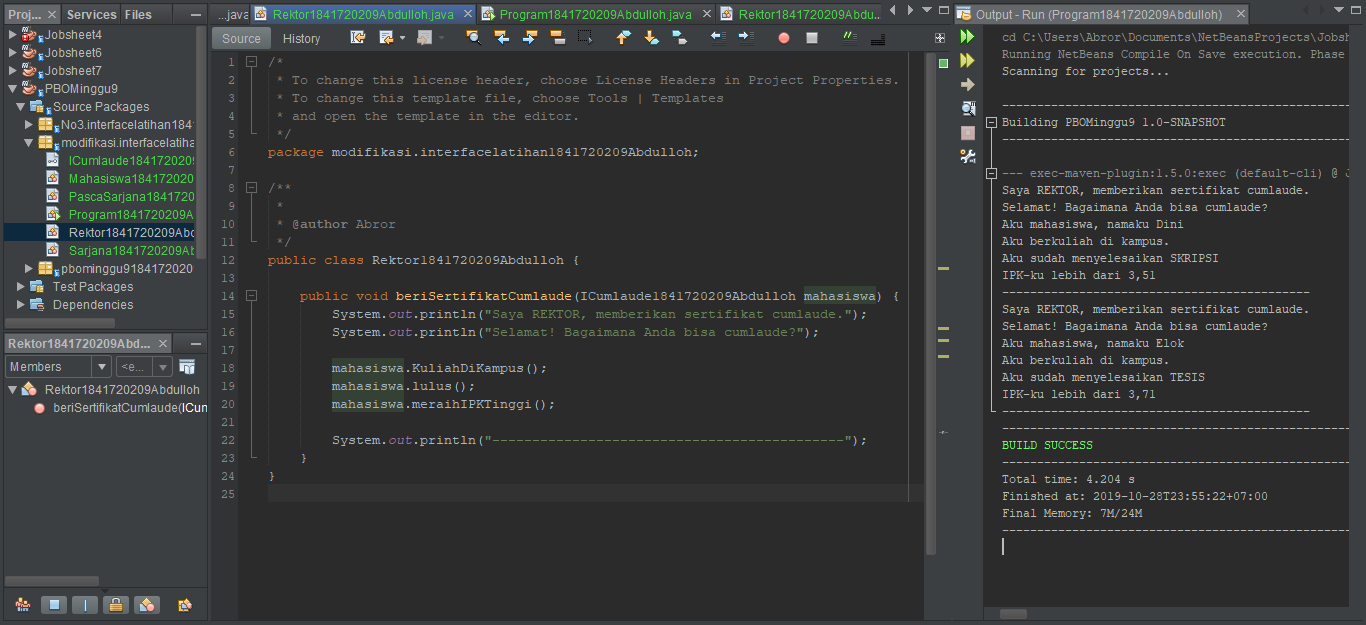 Proj...
Services
Files
Jobsheet4
Jobsheet6
Jobsheet7
PBOMinggu9
Source Packages
No3.interfacelatihan184
modifikasi.interfacelatiha
ICumlaude1841720209
Mahasiswa184172020
PascaSarjana184172
Program1841720209A
Rektor1841720209Abd
Sarjana1841720209Ab
pbominggu9184172020
Test Packages
Dependencies
Rektor1841720209Abd...
Members
<e...
Rektor1841720209Abdulloh
beriSertifikatCumlaude(ICun
...java
Rektor1841720209Abdulloh.java
Program1841720209Abdulloh.java
Rektor1841720209Abdu...
Source
History
1 /*
2 * To change this license header, choose License Headers in Project Properties.
3 * To change this template file, choose Tools | Templates
4 * and open the template in the editor.
5 */
6 package modifikasi.interfacelatihan1841720209Abdulloh;
7
8 /**
9 *
10 * @author Abror
11 */
12 public class Rektor1841720209Abdulloh {
13
14 public void beriSertifikatCumlaude(ICumlaude1841720209Abdulloh mahasiswa) {
15 System.out.println("Saya REKTOR, memberikan sertifikat cumlaude.");
16 System.out.println("Selamat! Bagaimana Anda bisa cumlaude?");
17
18 mahasiswa.KuliahDiKampus();
19 mahasiswa.lulus();
20 mahasiswa.meraihIPKTinggi();
21
22 System.out.println("--------------------------------------------");
23 }
24 }
25
Output - Run (Program1841720209Abdulloh)
cd C:\Users\Abror\Documents\NetBeansProjects\Jobsh
Running NetBeans Compile On Save execution. Phase
Scanning for projects...
------------------------------------------------
Building PBOMinggu9 1.0-SNAPSHOT
------------------------------------------------
--- exec-maven-plugin:1.5.0:exec (default-cli) @ J
Saya REKTOR, memberikan sertifikat cumlaude.
Selamat! Bagaimana Anda bisa cumlaude?
Aku mahasiswa, namaku Dini
Aku berkuliah di kampus.
Aku sudah menyelesaikan SKRIPSI
IPK-ku lebih dari 3,51
--------------------------------------------
Saya REKTOR, memberikan sertifikat cumlaude.
Selamat! Bagaimana Anda bisa cumlaude?
Aku mahasiswa, namaku Elok
Aku berkuliah di kampus.
Aku sudah menyelesaikan TESIS
IPK-ku lebih dari 3,71
--------------------------------------------
------------------------------------------------
BUILD SUCCESS
------------------------------------------------
Total time: 4.204 s
Finished at: 2019-10-28T23:55:22+07:00
Final Memory: 7M/24M
------------------------------------------------